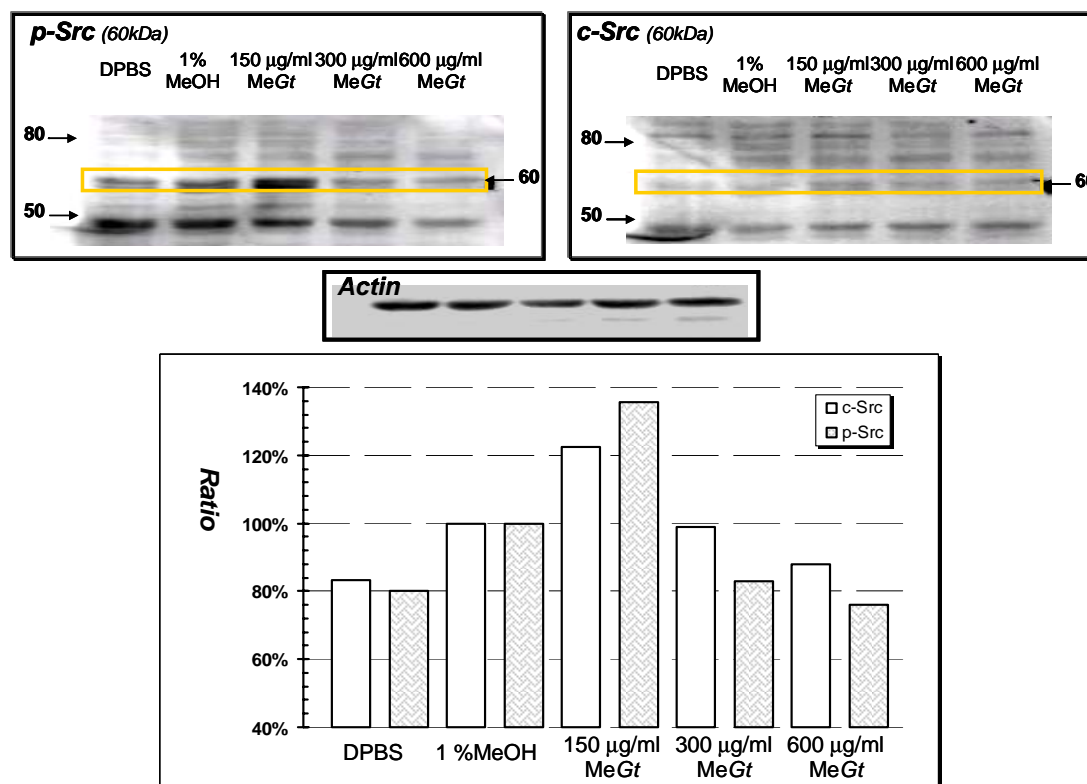 p-Src (60kDa)
DPBS 1% MeOH 150 µg/ml MeGt 300 µg/ml MeGt 600 µg/ml MeGt
80
60
50
c-Src (60kDa)
DPBS 1% MeOH 150 µg/ml MeGt 300 µg/ml MeGt 600 µg/ml MeGt
80
60
50
Actin
140%
120%
100%
80%
60%
40%
Ratio
c-Src
p-Src
DPBS 1 %MeOH 150 µg/ml MeGt 300 µg/ml MeGt 600 µg/ml MeGt